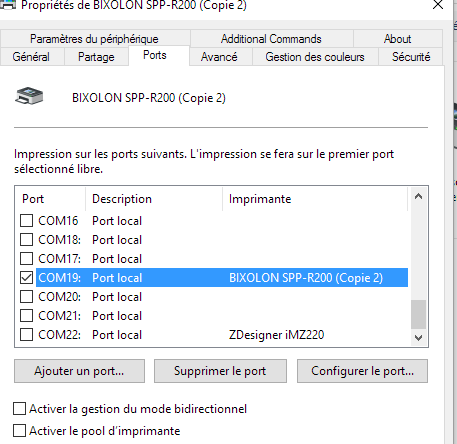 Propriétés de BIXOLON SPP-R200 (Copie 2)
Paramètres du périphérique Additional Commands About
Général Partage Ports Avancé Gestion des couleurs Sécurité
BIXOLON SPP-R200 (Copie 2)
Impression sur les ports suivants. L'impression se fera sur le premier port
sélectionné libre.
Port Description Imprimante
COM16 Port local
COM18: Port local
COM17: Port local
COM19: Port local BIXOLON SPP-R200 (Copie 2)
COM20: Port local
COM21: Port local
COM22: Port local ZDesigner iMZ220
Ajouter un port... Supprimer le port Configurer le port...
Activer la gestion du mode bidirectionnel
Activer le pool d'imprimante